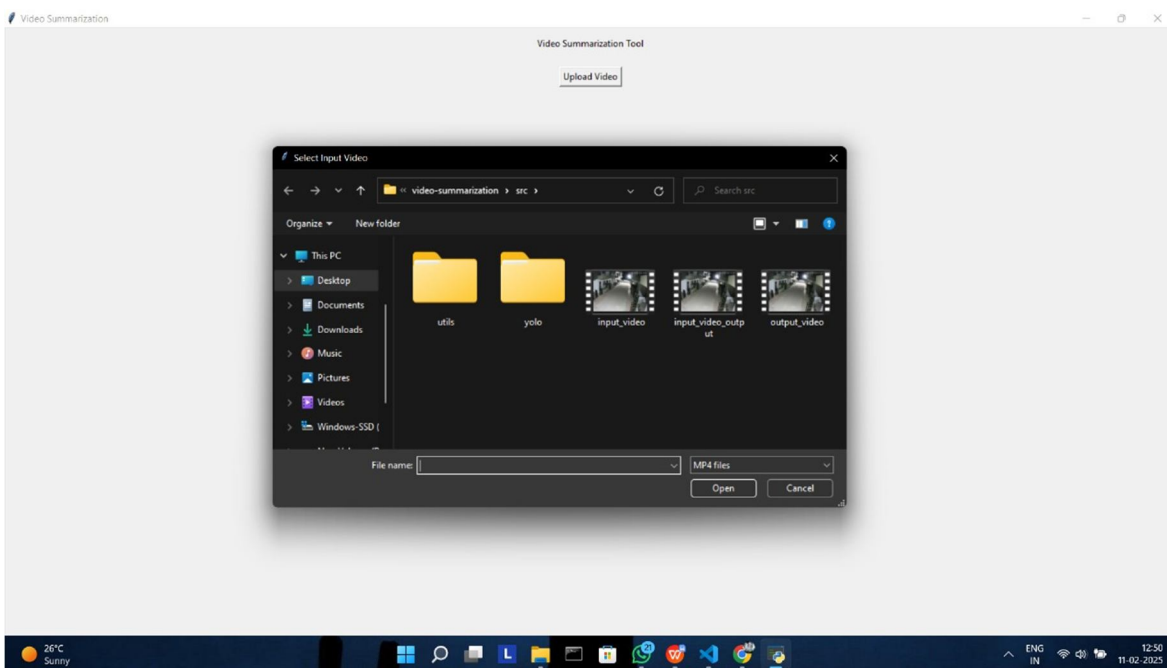 Video Summarization
Video Summarization Tool
Upload Video
Select Input Video
« video-summarization › src ›
Search src
Organize
New folder
This PC
Desktop
Documents
Downloads
Music
Pictures
Videos
Windows-SSD (
utils
yolo
input_video
input_video_outp
ut
output_video
File name:
MP4 files
Open
Cancel
26°C
Sunny
L
21
ENG
IN
12:50
11-02-2025